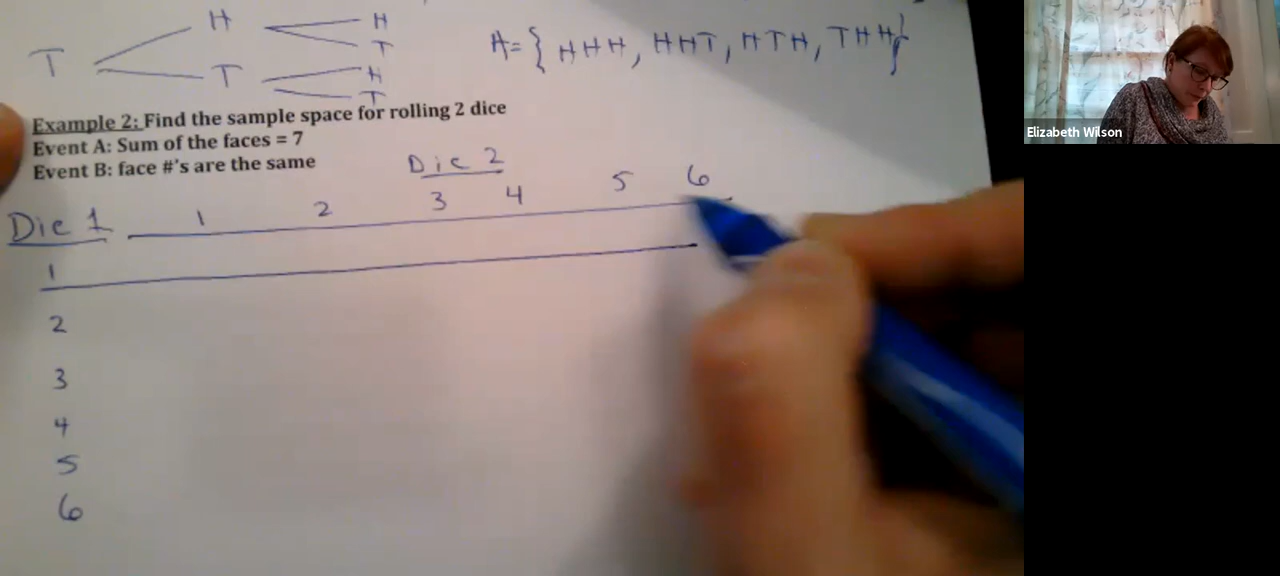 H H
T T
T H
T
A = { HHH, HHT, HTH, THH }
Example 2: Find the sample space for rolling 2 dice
Event A: Sum of the faces = 7
Event B: face #'s are the same
Die 2
Die 1 1 2 3 4 5 6
1
2
3
4
5
6
Elizabeth Wilson